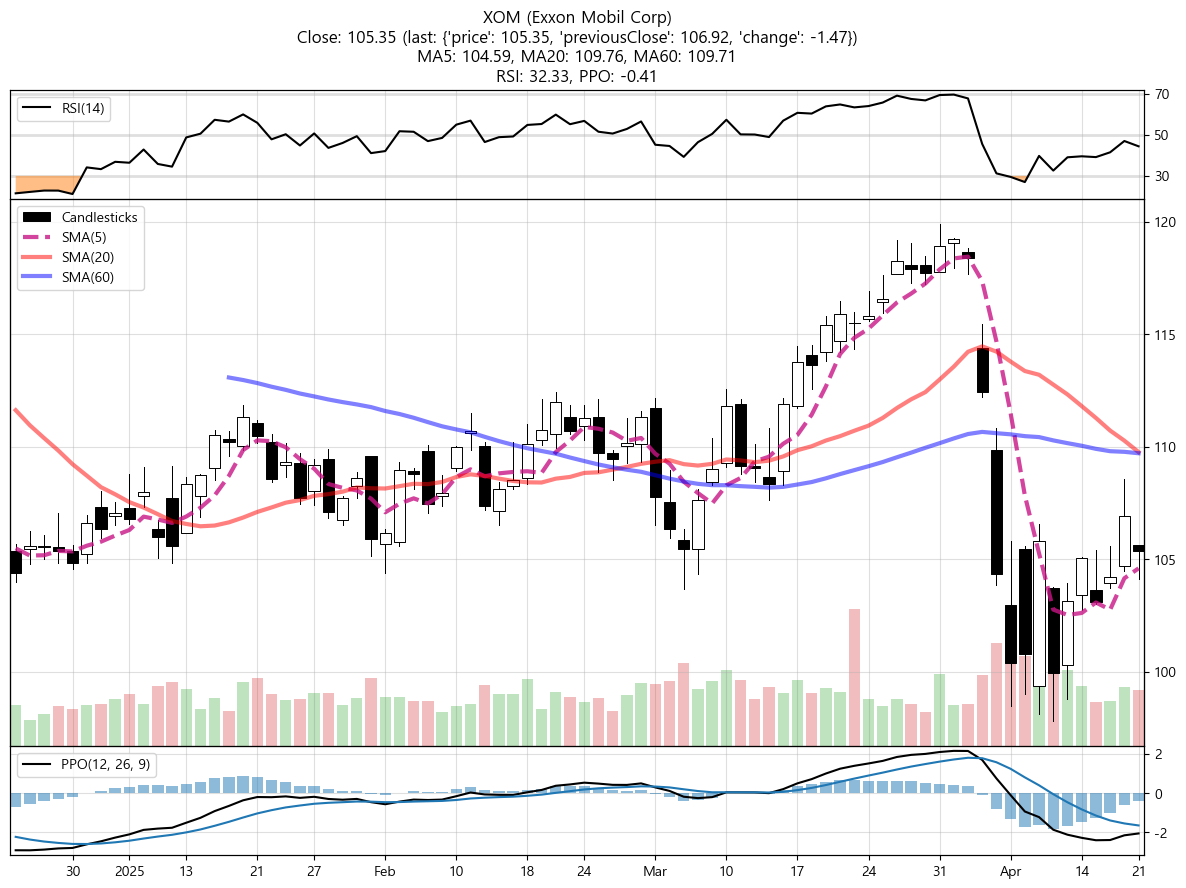 XOM (Exxon Mobil Corp)
Close: 105.35 (last: {'price': 105.35, 'previousClose': 106.92, 'change': -1.47})
MA5: 104.59, MA20: 109.76, MA60: 109.71
RSI: 32.33, PPO: -0.41
RSI(14)
70
50
30
Candlesticks
SMA(5)
SMA(20)
SMA(60)
120
115
110
105
100
PPO(12, 26, 9)
2
0
-2
30 2025 13 21 27 Feb 10 18 24 Mar 10 17 24 31 Apr 14 21